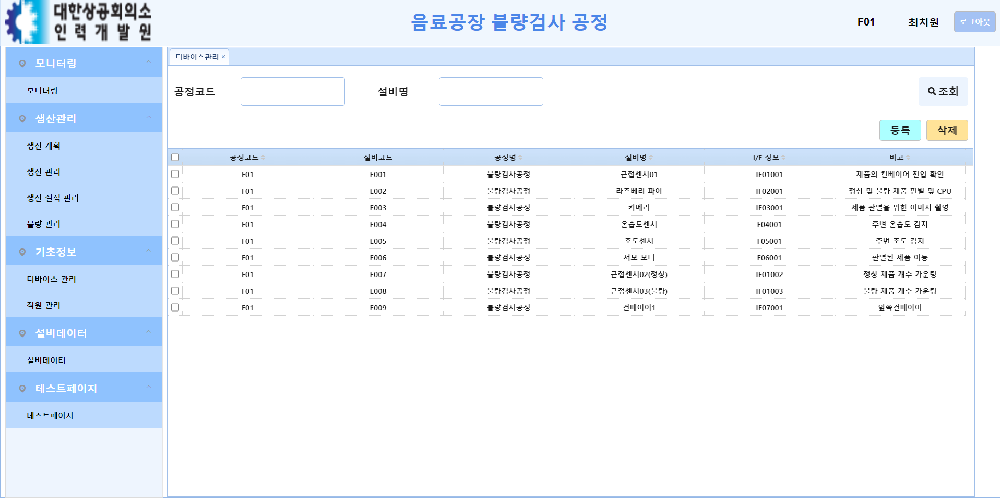 대한상공회의소
인력개발원
음료공장 불량검사 공정
F01 최치원 로그아웃
모니터링
모니터링
생산관리
생산 계획
생산 관리
생산 실적 관리
불량 관리
기초정보
디바이스 관리
직원 관리
설비데이터
설비데이터
테스트페이지
테스트페이지
디바이스관리 ×
공정코드 설비명 조회
등록 삭제
공정코드 설비코드 공정명 설비명 I/F 정보 비고
F01 E001 불량검사공정 근접센서01 IF01001 제품의 컨베이어 진입 확인
F01 E002 불량검사공정 라즈베리 파이 IF02001 정상 및 불량 제품 판별 및 CPU
F01 E003 불량검사공정 카메라 IF03001 제품 판별을 위한 이미지 촬영
F01 E004 불량검사공정 온습도센서 F04001 주변 온습도 감지
F01 E005 불량검사공정 조도센서 F05001 주변 조도 감지
F01 E006 불량검사공정 서보 모터 F06001 판별된 제품 이동
F01 E007 불량검사공정 근접센서02(정상) IF01002 정상 제품 개수 카운팅
F01 E008 불량검사공정 근접센서03(불량) IF01003 불량 제품 개수 카운팅
F01 E009 불량검사공정 컨베이어1 IF07001 앞쪽컨베이어